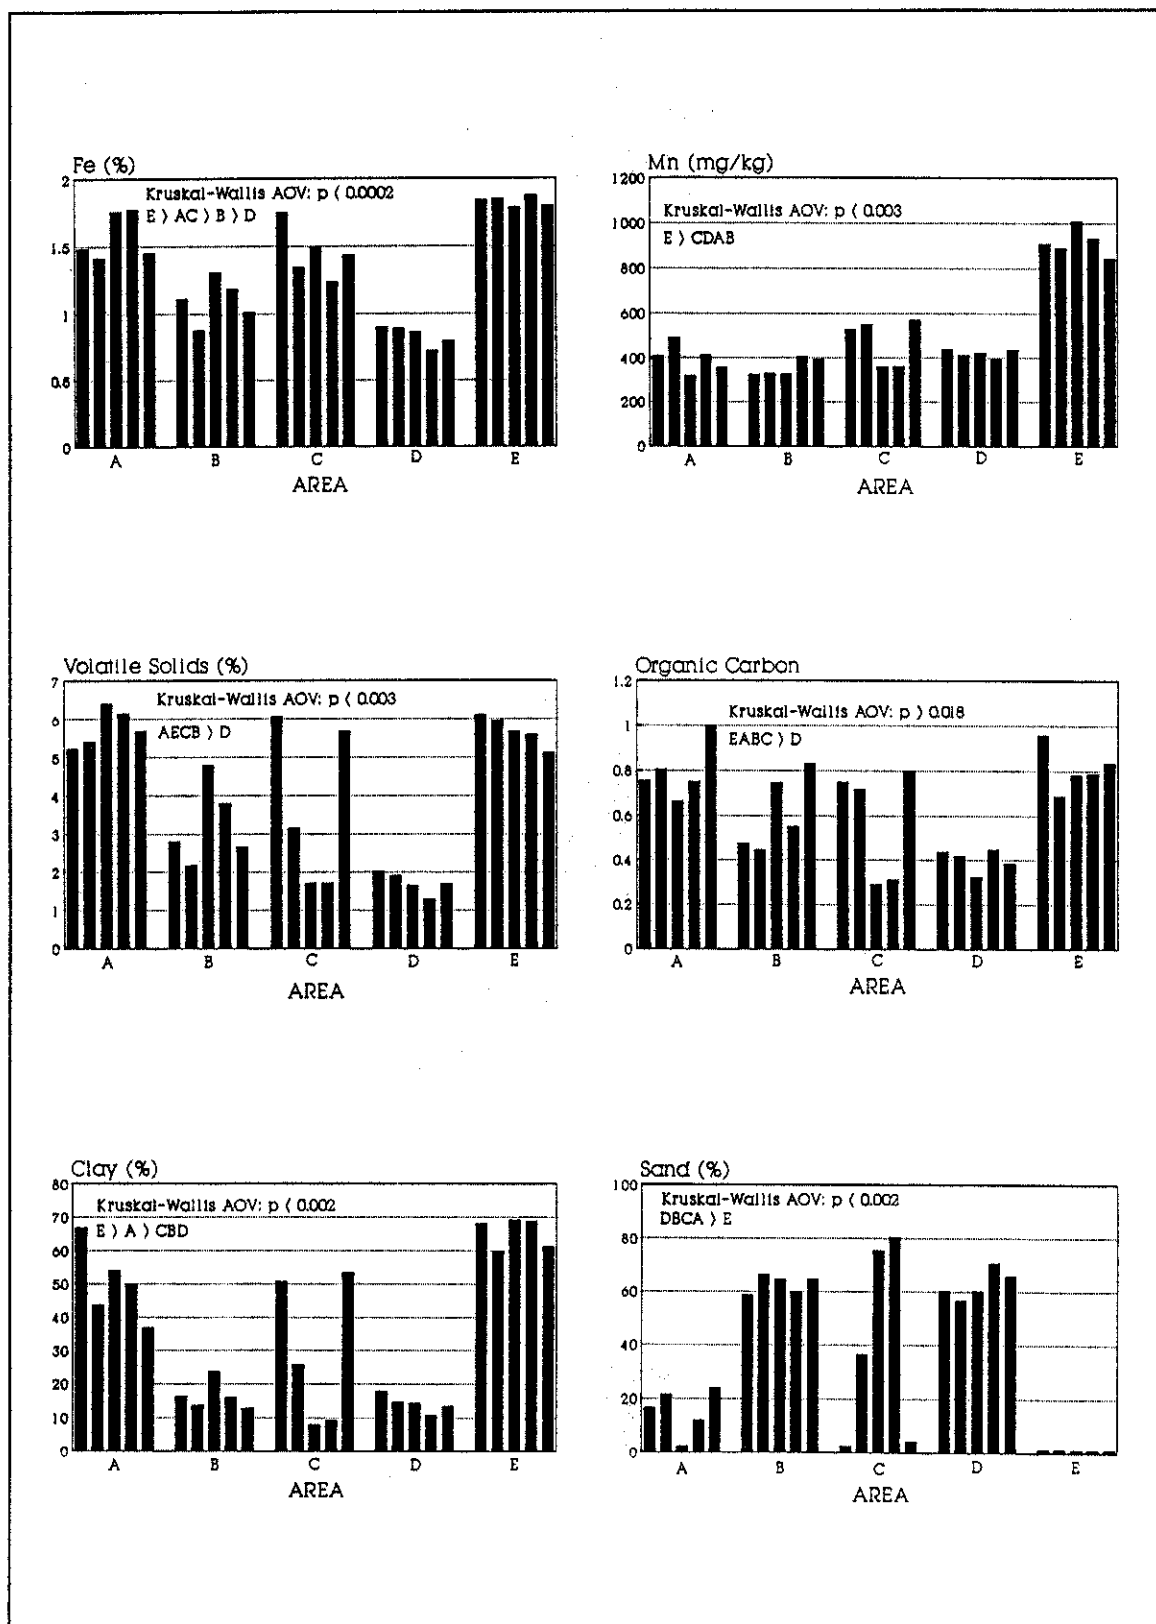 Fe (%)
Kruskal-Wallis AOV: p ⟨ 0.0002
E ⟩ AC ⟩ B ⟩ D
2
1.5
1
0.5
0
A B C D E
AREA
Mn (mg/kg)
Kruskal-Wallis AOV: p ⟨ 0.003
E ⟩ CDAB
1200
1000
800
600
400
200
0
A B C D E
AREA
Volatile Solids (%)
Kruskal-Wallis AOV: p ⟨ 0.003
AECB ⟩ D
7
6
5
4
3
2
1
0
A B C D E
AREA
Organic Carbon
Kruskal-Wallis AOV: p ⟩ 0.018
EABC ⟩ D
1.2
1
0.8
0.6
0.4
0.2
0
A B C D E
AREA
Clay (%)
Kruskal-Wallis AOV: p ⟨ 0.002
E ⟩ A ⟩ CBD
80
70
60
50
40
30
20
10
0
A B C D E
AREA
Sand (%)
Kruskal-Wallis AOV: p ⟨ 0.002
DBCA ⟩ E
100
80
60
40
20
0
A B C D E
AREA